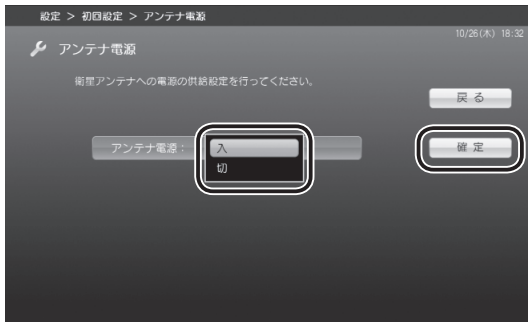 設定 > 初回設定 > アンテナ電源
10/26(木) 18:32
アンテナ電源
衛星アンテナへの電源の供給設定を行ってください。
戻る
アンテナ電源：
入
切
確定